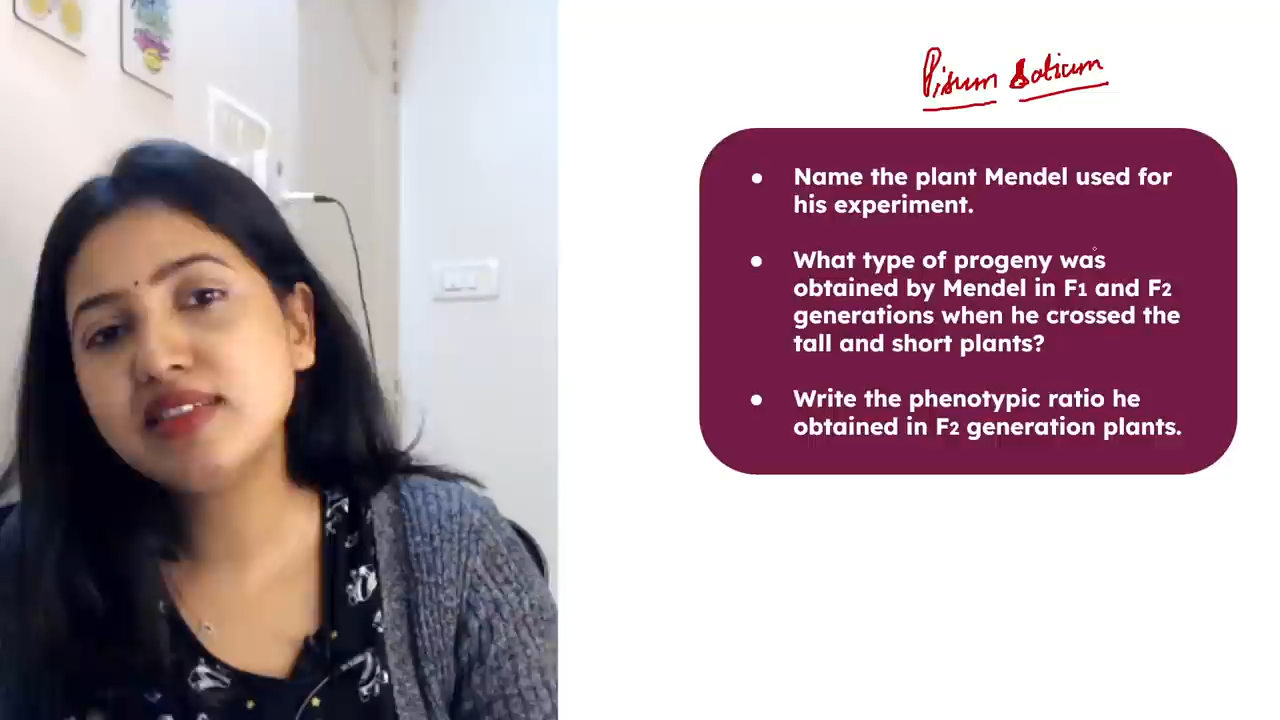 Pisum Sativum
• Name the plant Mendel used for
his experiment.
• What type of progeny was
obtained by Mendel in F1 and F2
generations when he crossed the
tall and short plants?
• Write the phenotypic ratio he
obtained in F2 generation plants.